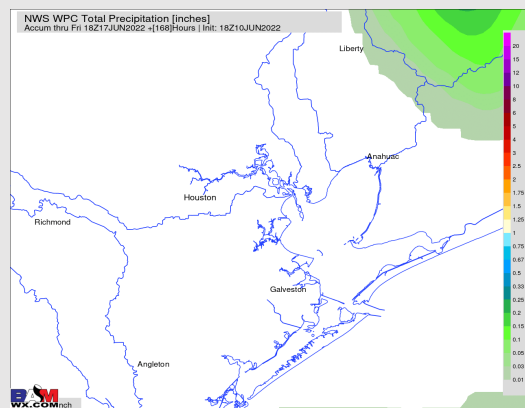 NWS WPC Total Precipitation [inches]
Accum thru Fri 18Z17JUN2022 +[168]Hours | Init: 18Z10JUN2022
Liberty
Anahuac
Houston
Richmond
Galveston
Angleton
20
15
12
10
8
6
5
4
3
2.5
2
1.75
1.5
1.25
1
0.75
0.67
0.5
0.33
0.25
0.2
0.15
0.1
0.05
0.03
0.01
BAM
WX.COM nch